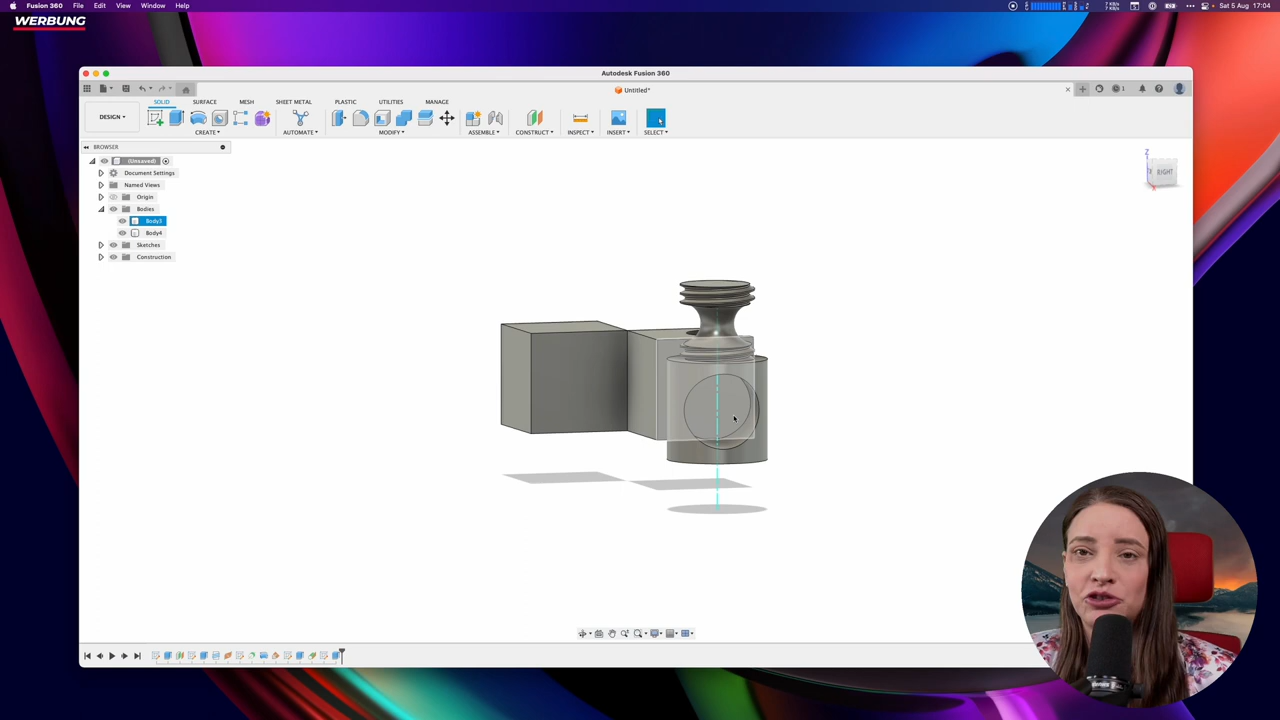 Fusion 360 File Edit View Window Help
Sat 5 Aug 17:04
WERBUNG
Autodesk Fusion 360
Untitled*
1
SOLID SURFACE MESH SHEET METAL PLASTIC UTILITIES MANAGE
DESIGN
CREATE AUTOMATE MODIFY ASSEMBLE CONSTRUCT INSPECT INSERT SELECT
BROWSER
(Unsaved)
Document Settings
Named Views
Origin
Bodies
Body3
Body4
Sketches
Construction
Z
RIGHT
X